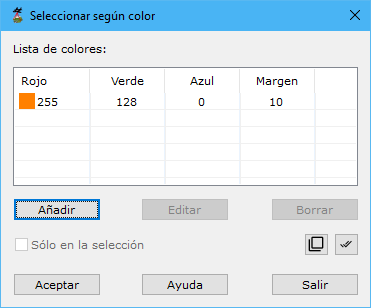 Seleccionar según color
Lista de colores:
Rojo Verde Azul Margen
255 128 0 10
Añadir Editar Borrar
Sólo en la selección
Aceptar Ayuda Salir